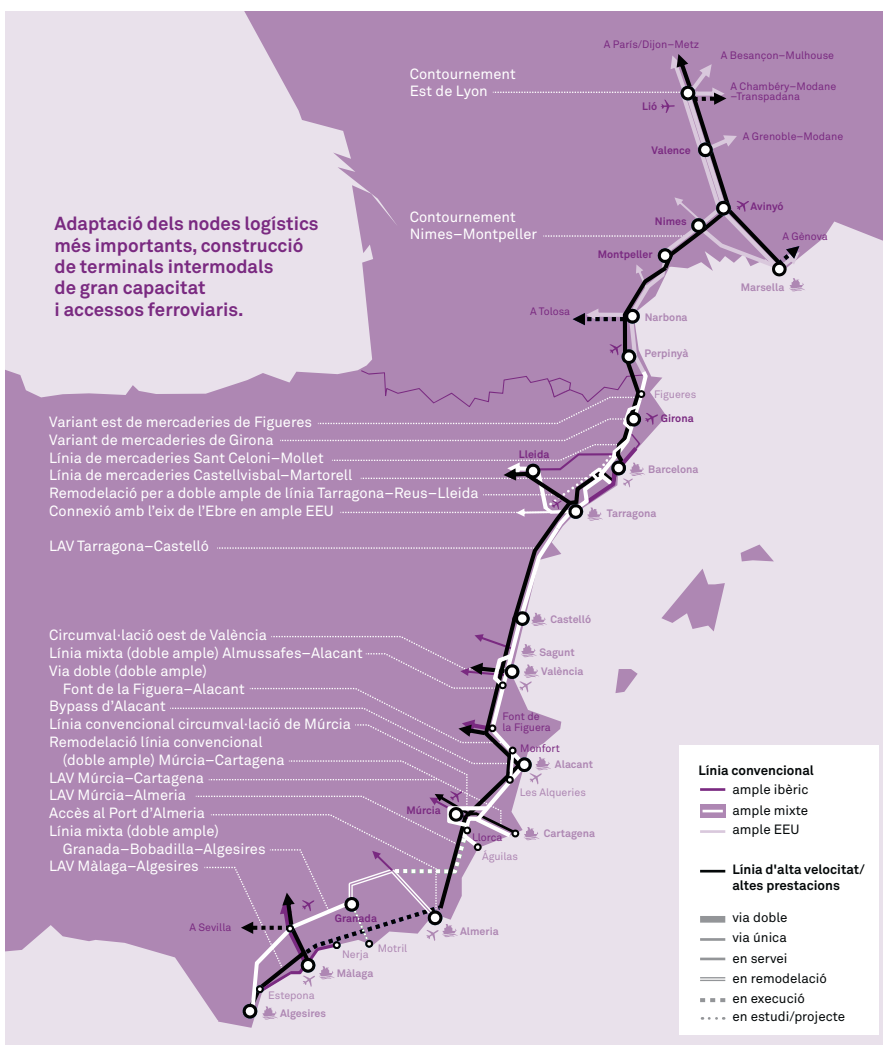 A París/Dijon–Metz
A Besançon–Mulhouse
Contournement
Est de Lyon
A Chambéry–Modane
–Transpadana
Lió
A Grenoble–Modane
Valence
Avinyó
Adaptació dels nodes logístics
més importants, construcció
de terminals intermodals
de gran capacitat
i accessos ferroviaris.
Contournement
Nimes–Montpeller
Nimes
A Gènova
Montpeller
Marsella
A Tolosa
Narbona
Perpinyà
Figueres
Girona
Variant est de mercaderies de Figueres
Variant de mercaderies de Girona
Línia de mercaderies Sant Celoni–Mollet
Línia de mercaderies Castellvisbal–Martorell
Remodelació per a doble ample de línia Tarragona–Reus–Lleida
Connexió amb l'eix de l'Ebre en ample EEU
Lleida
Barcelona
Tarragona
LAV Tarragona–Castelló
Castelló
Circumval·lació oest de València
Línia mixta (doble ample) Almussafes–Alacant
Via doble (doble ample)
Font de la Figuera–Alacant
Bypass d'Alacant
Línia convencional circumval·lació de Múrcia
Remodelació línia convencional
(doble ample) Múrcia–Cartagena
LAV Múrcia–Cartagena
LAV Múrcia–Almeria
Accès al Port d'Almeria
Línia mixta (doble ample)
Granada–Bobadilla–Algesires
LAV Màlaga–Algesires
Sagunt
València
Font de
la Figuera
Monfort
Alacant
Les Alqueries
Múrcia
Cartagena
Llorca
Águilas
A Sevilla
Granada
Almeria
Motril
Nerja
Màlaga
Estepona
Algesires
Línia convencional
ample ibèric
ample mixte
ample EEU
Línia d'alta velocitat/
altes prestacions
via doble
via única
en servei
en remodelació
en execució
en estudi/projecte